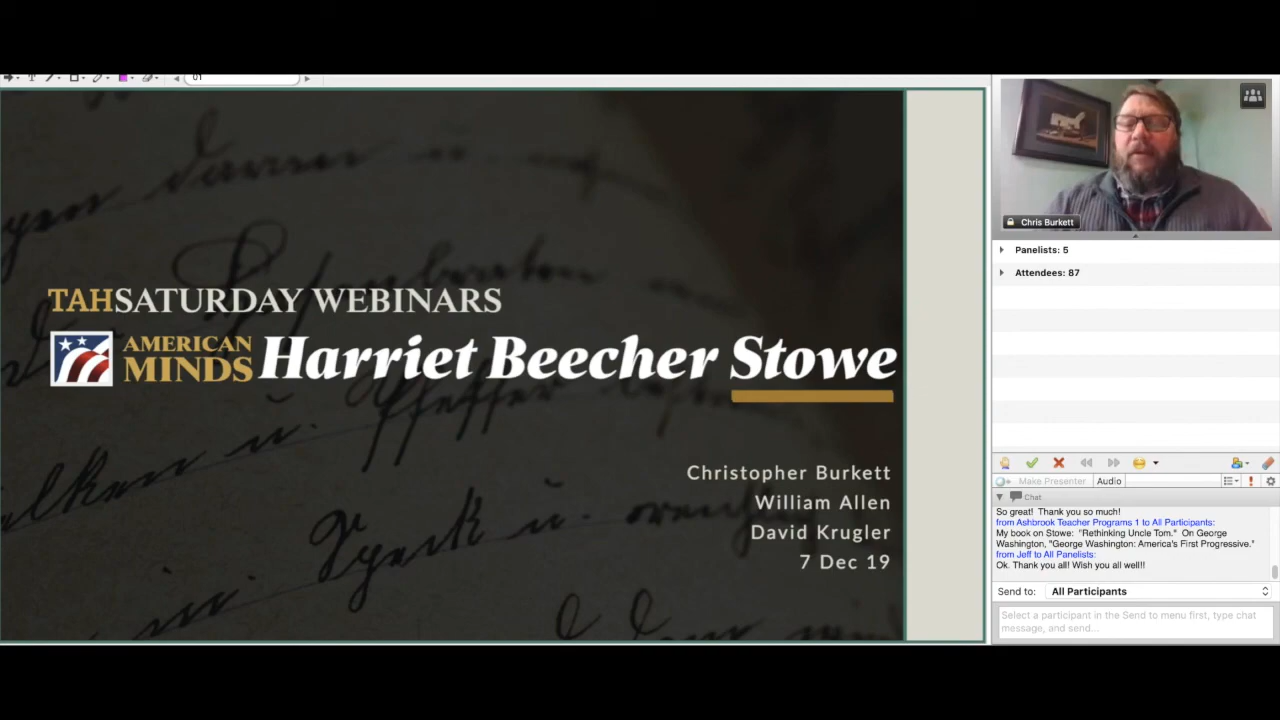 01
TAHSATURDAY WEBINARS
AMERICAN
MINDS
Harriet Beecher Stowe
Christopher Burkett
William Allen
David Krugler
7 Dec 19
Chris Burkett
Panelists: 5
Attendees: 87
Make Presenter
Audio
Chat
So great! Thank you so much!
from Ashbrook Teacher Programs 1 to All Participants:
My book on Stowe: "Rethinking Uncle Tom." On George
Washington, "George Washington: America's First Progressive."
from Jeff to All Panelists:
Ok. Thank you all! Wish you all well!!
Send to: All Participants
Select a participant in the Send to menu first, type chat
message, and send...